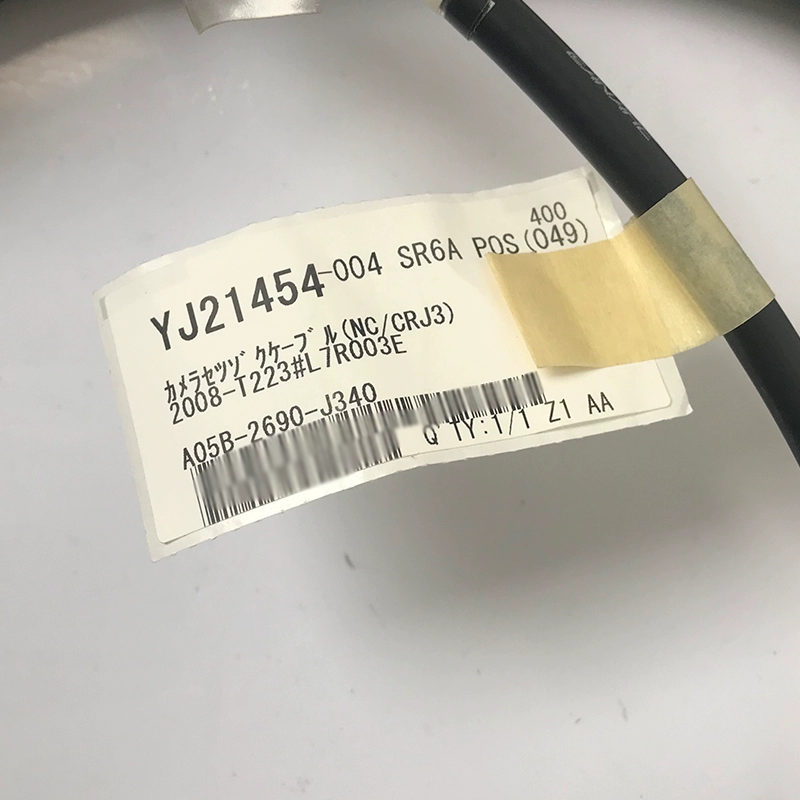 400
YJ21454-004 SR6A POS(049)
カメラセツゾクケーブル(NC/CRJ3)
2008-T223#L7R003E
A05B-2690-J340
Q'TY:1/1 Z1 AA